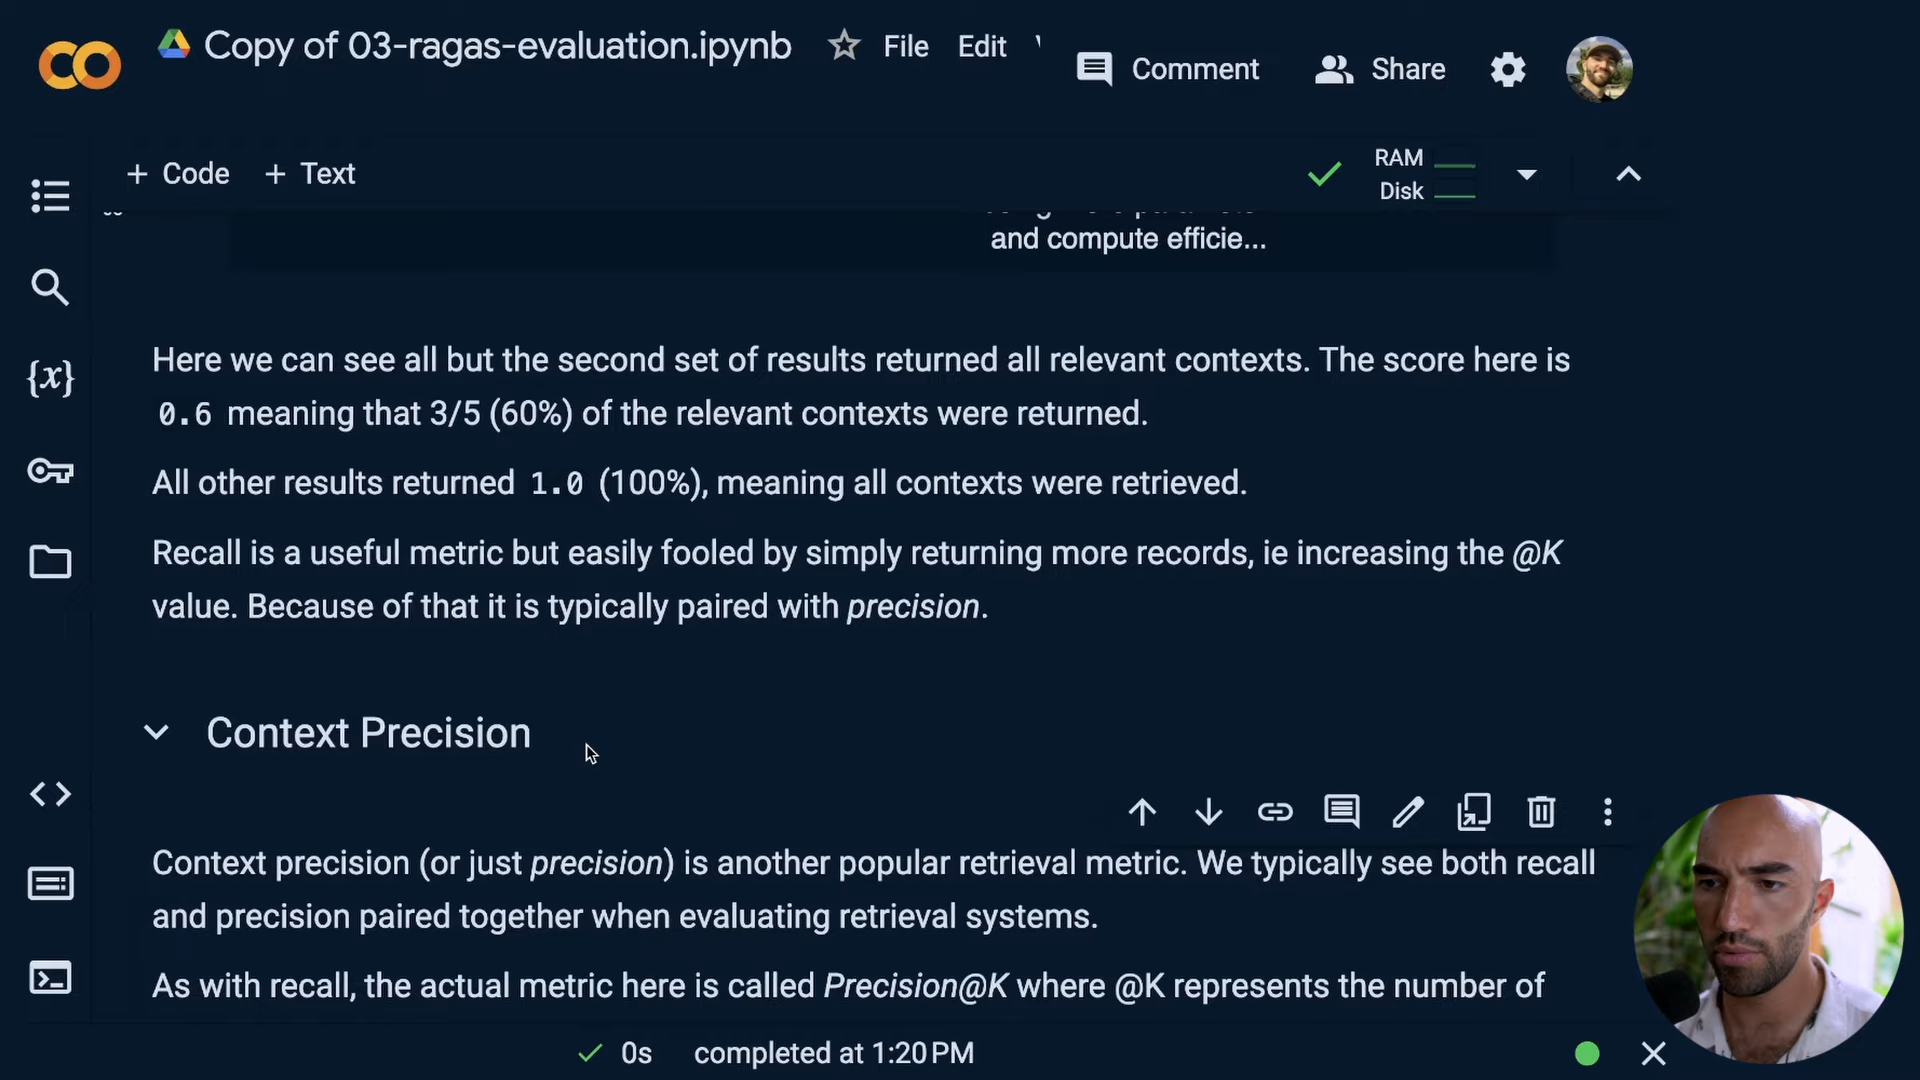 Copy of 03-ragas-evaluation.ipynb File Edit
Comment Share
+ Code + Text
RAM
Disk
and compute efficie...
Here we can see all but the second set of results returned all relevant contexts. The score here is
0.6 meaning that 3/5 (60%) of the relevant contexts were returned.
All other results returned 1.0 (100%), meaning all contexts were retrieved.
Recall is a useful metric but easily fooled by simply returning more records, ie increasing the @K
value. Because of that it is typically paired with precision.
{x}
Context Precision
Context precision (or just precision) is another popular retrieval metric. We typically see both recall
and precision paired together when evaluating retrieval systems.
As with recall, the actual metric here is called Precision@K where @K represents the number of
0s completed at 1:20 PM